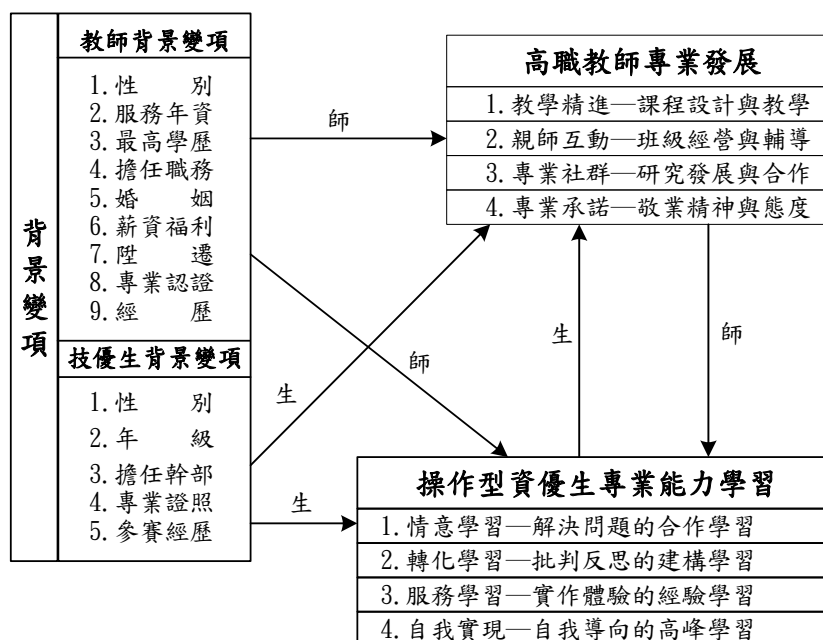 背景變項
教師背景變項
1.性　　別
2.服務年資
3.最高學歷
4.擔任職務
5.婚　　姻
6.薪資福利
7.陞　　遷
8.專業認證
9.經　　歷
技優生背景變項
1.性　　別
2.年　　級
3.擔任幹部
4.專業證照
5.參賽經歷
師
師
生
生
生
師
高職教師專業發展
1.教學精進—課程設計與教學
2.親師互動—班級經營與輔導
3.專業社群—研究發展與合作
4.專業承諾—敬業精神與態度
操作型資優生專業能力學習
1.情意學習—解決問題的合作學習
2.轉化學習—批判反思的建構學習
3.服務學習—實作體驗的經驗學習
4.自我實現—自我導向的高峰學習